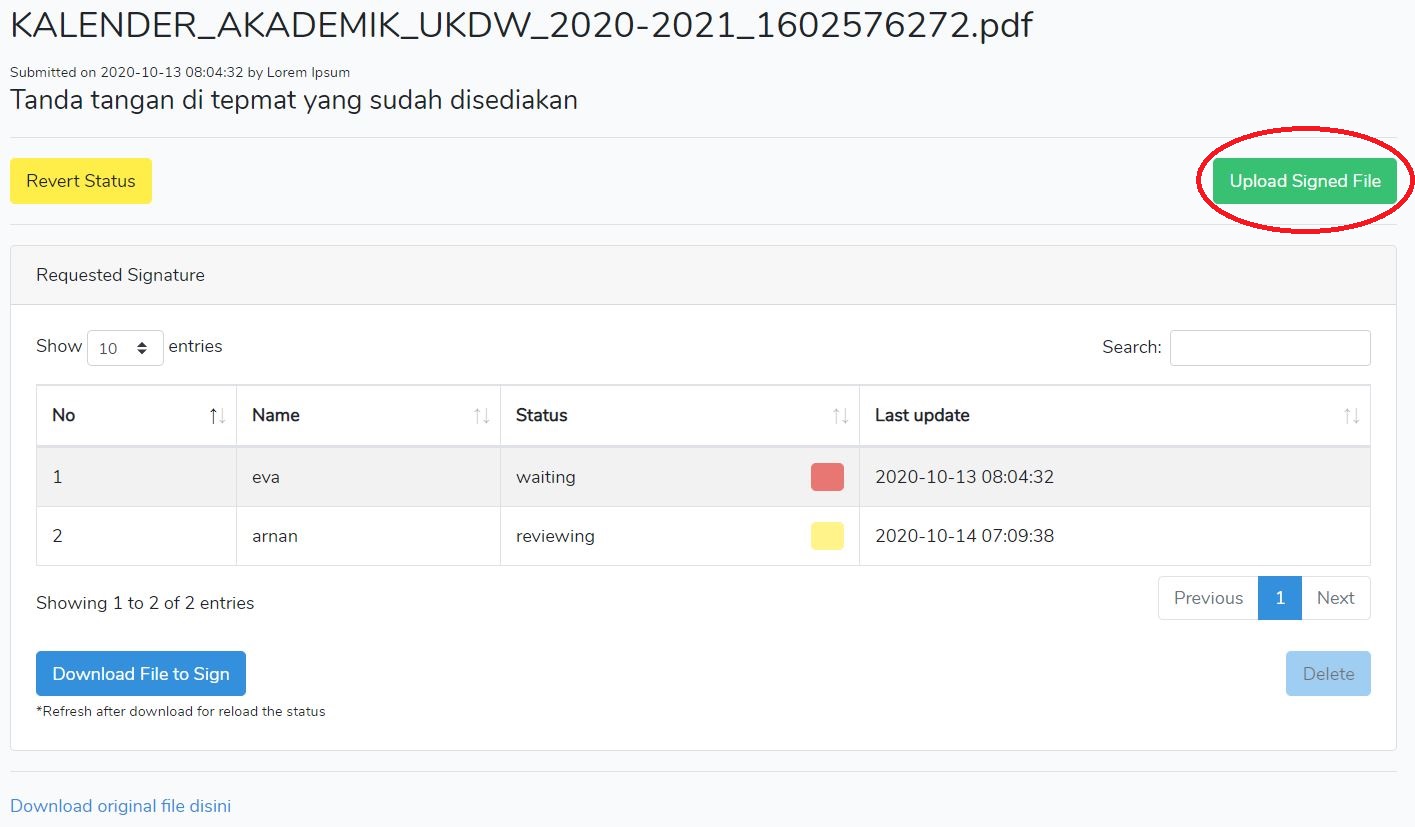 KALENDER_AKADEMIK_UKDW_2020-2021_1602576272.pdf
Submitted on 2020-10-13 08:04:32 by Lorem Ipsum
Tanda tangan di tepmat yang sudah disediakan
Revert Status Upload Signed File
Requested Signature
Show 10 entries Search:
No Name Status Last update
1 eva waiting 2020-10-13 08:04:32
2 arnan reviewing 2020-10-14 07:09:38
Showing 1 to 2 of 2 entries Previous 1 Next
Download File to Sign Delete
*Refresh after download for reload the status
Download original file disini